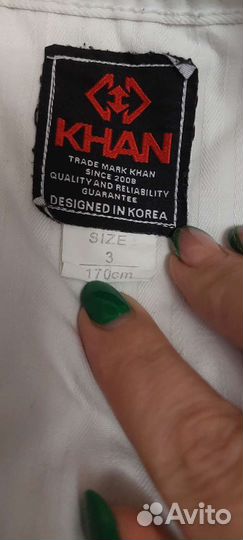 KHAN
TRADE MARK KHAN
SINCE 2008
QUALITY AND RELIABILITY
GUARANTEE
DESIGNED IN KOREA
SIZE
3
170cm
Avito